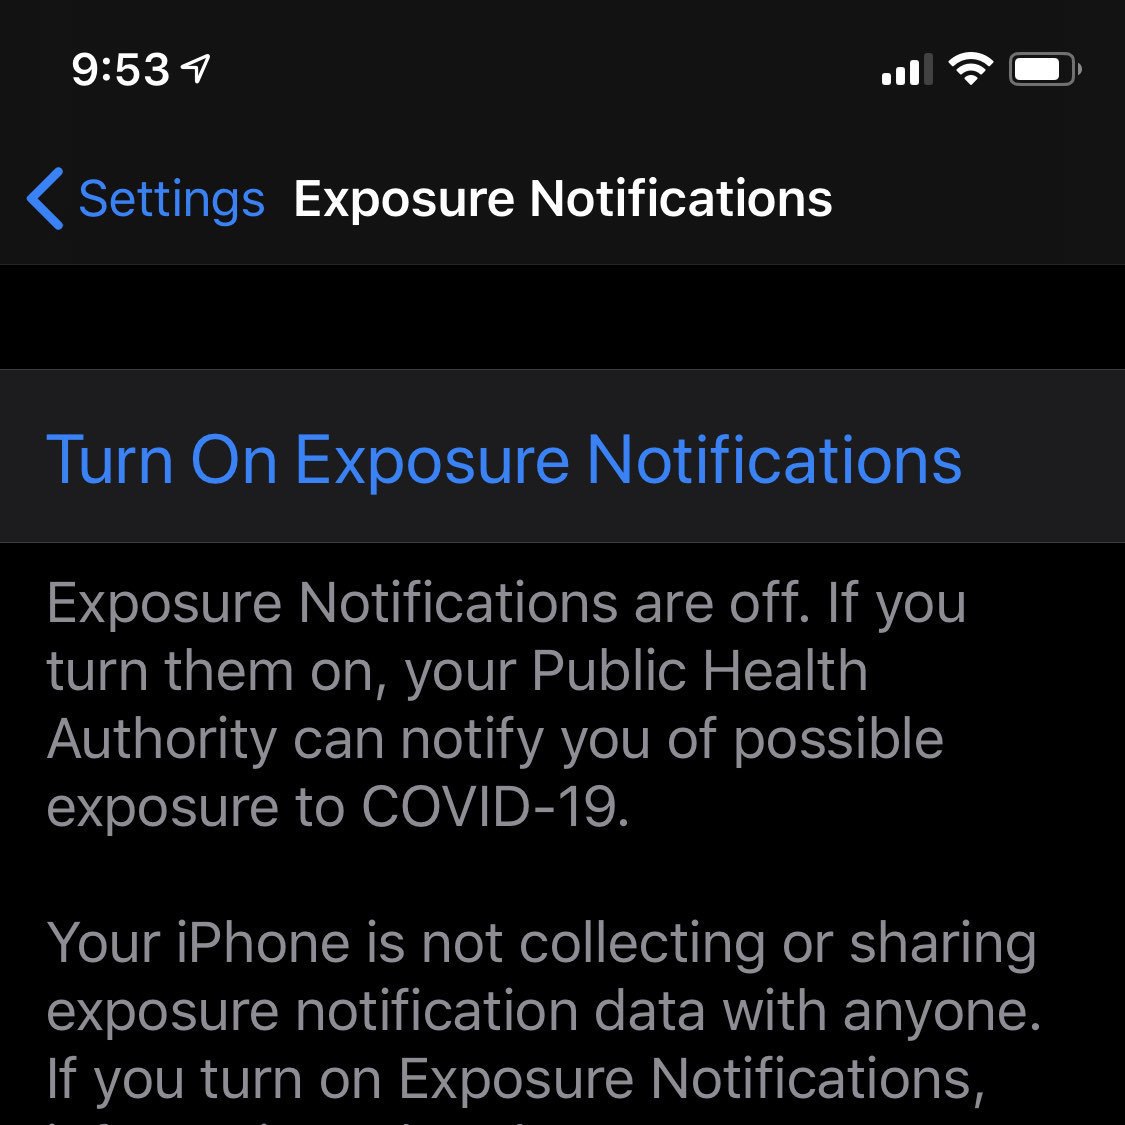 9:53
Settings Exposure Notifications
Turn On Exposure Notifications
Exposure Notifications are off. If you
turn them on, your Public Health
Authority can notify you of possible
exposure to COVID-19.
Your iPhone is not collecting or sharing
exposure notification data with anyone.
If you turn on Exposure Notifications,